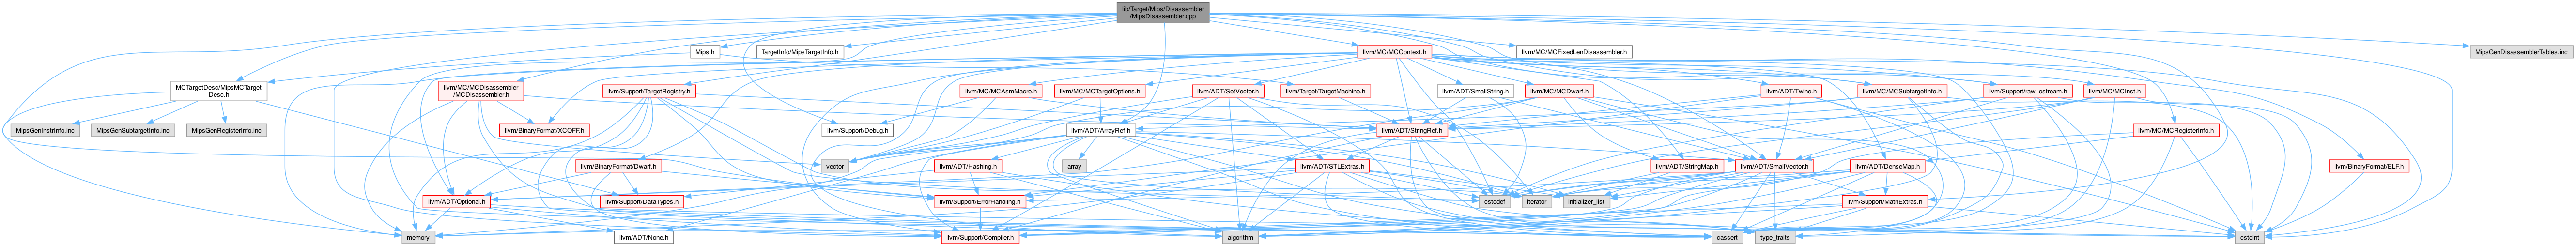 lib/Target/Mips/Disassembler
/MipsDisassembler.cpp
Mips.h
TargetInfo/MipsTargetInfo.h
llvm/MC/MCContext.h
llvm/MC/MCFixedLenDisassembler.h
MipsGenDisassemblerTables.inc
MCTargetDesc/MipsMCTarget
Desc.h
llvm/MC/MCDisassembler
/MCDisassembler.h
llvm/Support/TargetRegistry.h
llvm/MC/MCAsmMacro.h
llvm/MC/MCTargetOptions.h
llvm/ADT/SetVector.h
llvm/Target/TargetMachine.h
llvm/ADT/SmallString.h
llvm/MC/MCDwarf.h
llvm/ADT/Twine.h
llvm/MC/MCSubtargetInfo.h
llvm/Support/raw_ostream.h
llvm/MC/MCInst.h
MipsGenInstrInfo.inc
MipsGenSubtargetInfo.inc
MipsGenRegisterInfo.inc
llvm/BinaryFormat/XCOFF.h
llvm/Support/Debug.h
llvm/ADT/ArrayRef.h
llvm/ADT/StringRef.h
llvm/MC/MCRegisterInfo.h
llvm/BinaryFormat/Dwarf.h
vector
llvm/ADT/Hashing.h
array
llvm/ADT/STLExtras.h
llvm/ADT/StringMap.h
llvm/ADT/SmallVector.h
llvm/ADT/DenseMap.h
llvm/BinaryFormat/ELF.h
llvm/ADT/Optional.h
llvm/Support/DataTypes.h
llvm/Support/ErrorHandling.h
cstddef
iterator
initializer_list
llvm/Support/MathExtras.h
memory
llvm/ADT/None.h
llvm/Support/Compiler.h
algorithm
cassert
type_traits
cstdint